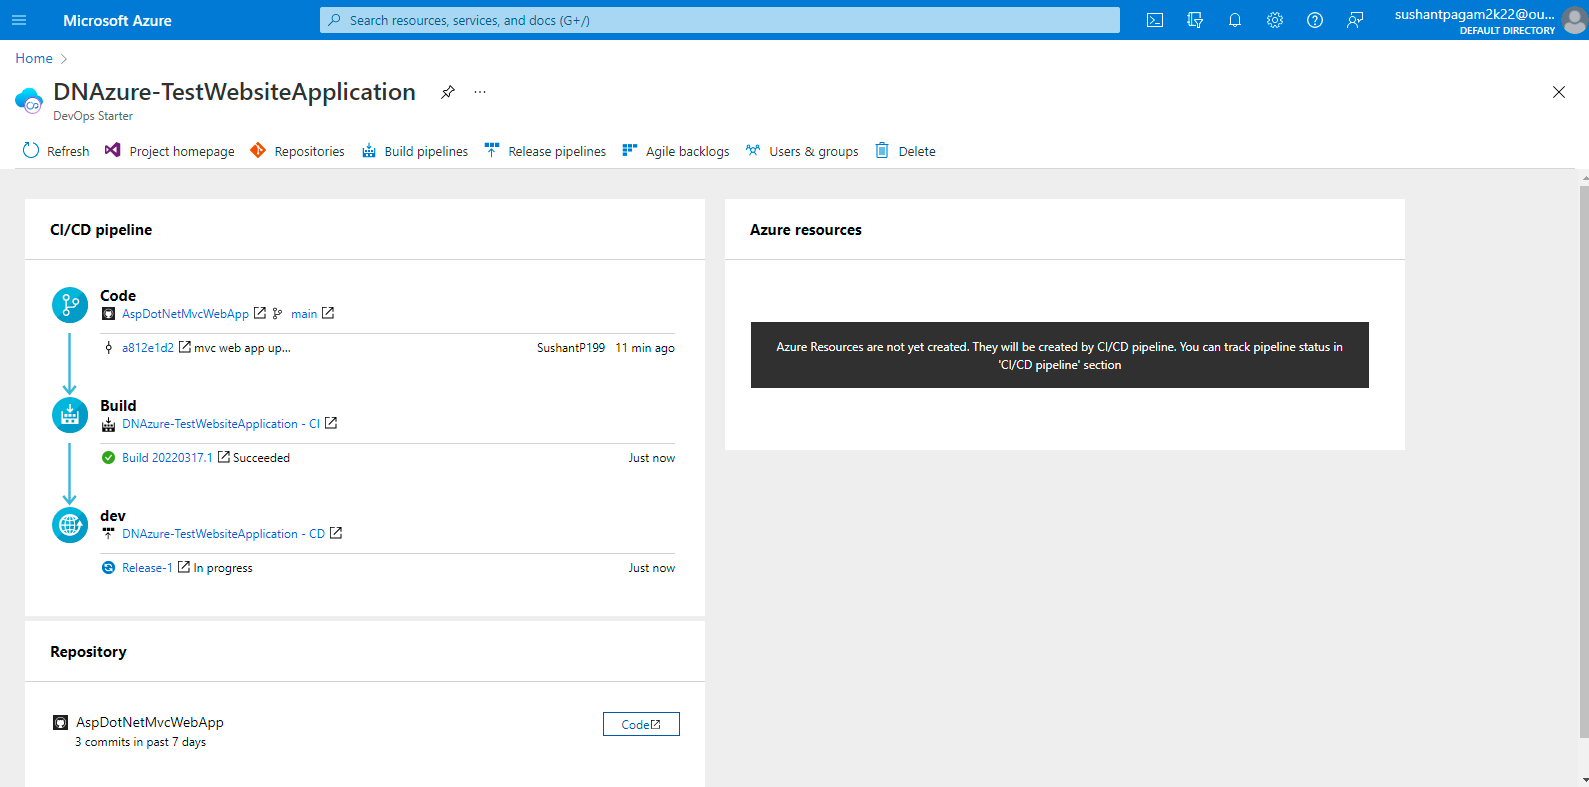 Microsoft Azure
Search resources, services, and docs (G+/)
sushantpagam2k22@ou...
DEFAULT DIRECTORY
Home
DNAzure-TestWebsiteApplication
DevOps Starter
Refresh Project homepage Repositories Build pipelines Release pipelines Agile backlogs Users & groups Delete
CI/CD pipeline
Code
AspDotNetMvcWebApp main
a812e1d2 mvc web app up... SushantP199 11 min ago
Build
DNAzure-TestWebsiteApplication - CI
Build 20220317.1 Succeeded Just now
dev
DNAzure-TestWebsiteApplication - CD
Release-1 In progress Just now
Repository
AspDotNetMvcWebApp
3 commits in past 7 days
Code
Azure resources
Azure Resources are not yet created. They will be created by CI/CD pipeline. You can track pipeline status in
'CI/CD pipeline' section